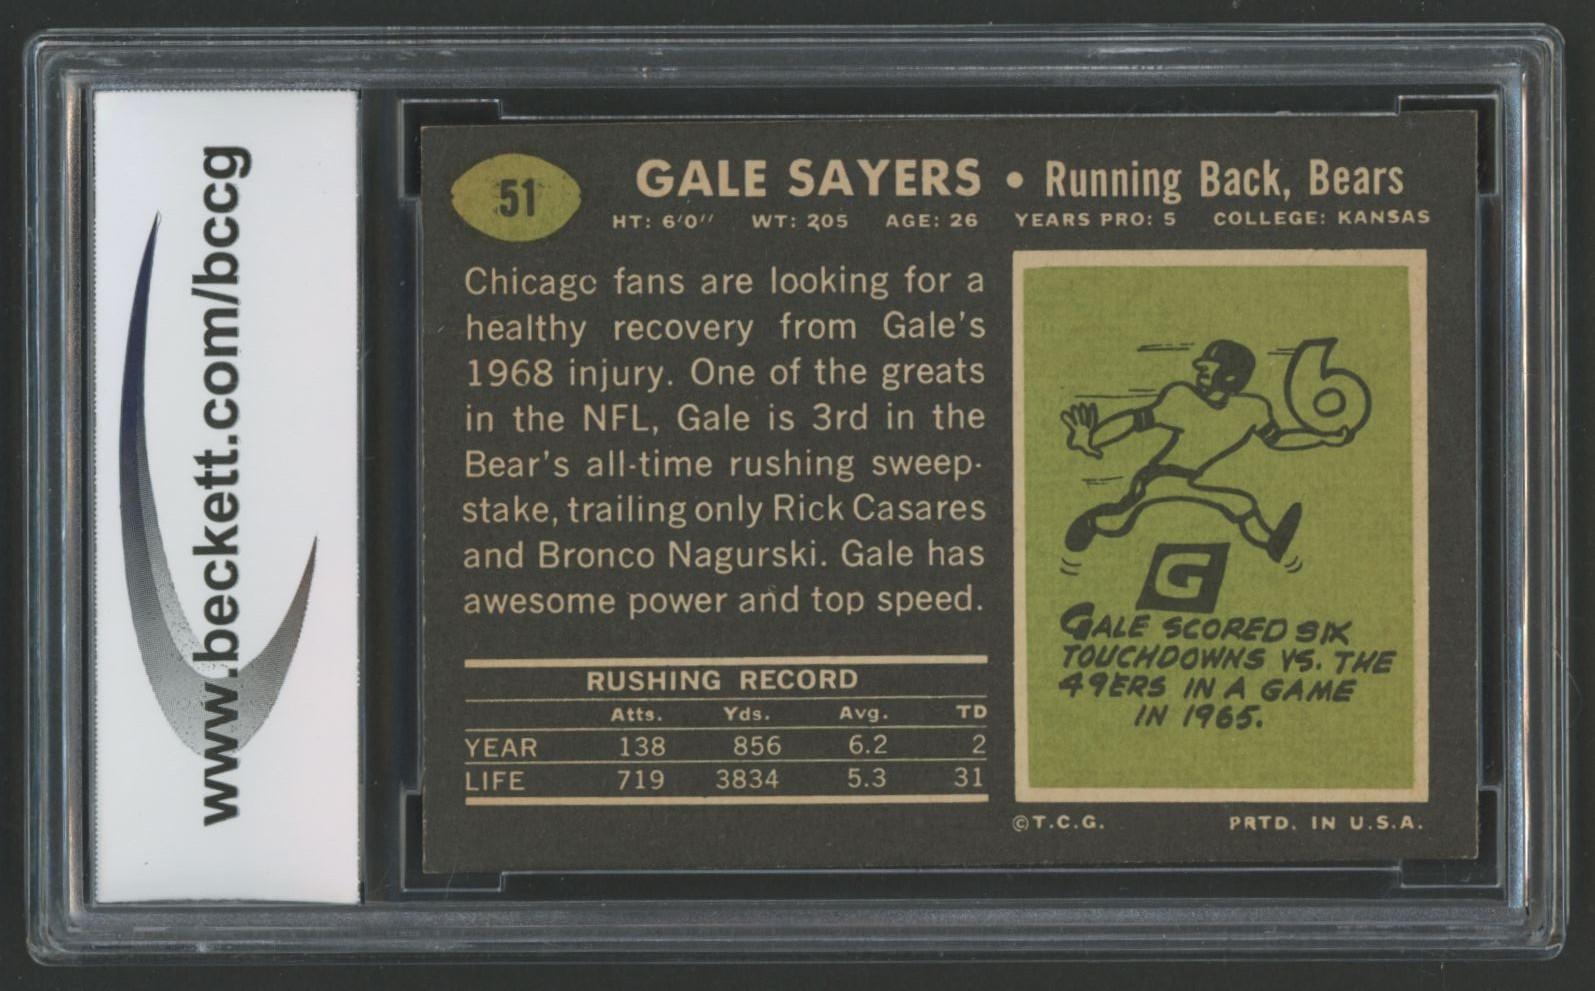 www.beckett.com/bccg
51
GALE SAYERS • Running Back, Bears
HT: 6'0'' WT: 205 AGE: 26 YEARS PRO: 5 COLLEGE: KANSAS
Chicago fans are looking for a
healthy recovery from Gale's
1968 injury. One of the greats
in the NFL, Gale is 3rd in the
Bear's all-time rushing sweep-
stake, trailing only Rick Casares
and Bronco Nagurski. Gale has
awesome power and top speed.
RUSHING RECORD
Atts. Yds. Avg. TD
YEAR 138 856 6.2 2
LIFE 719 3834 5.3 31
6
G
GALE SCORED SIX
TOUCHDOWNS VS. THE
49ERS IN A GAME
IN 1965.
©T.C.G. PRTD. IN U.S.A.